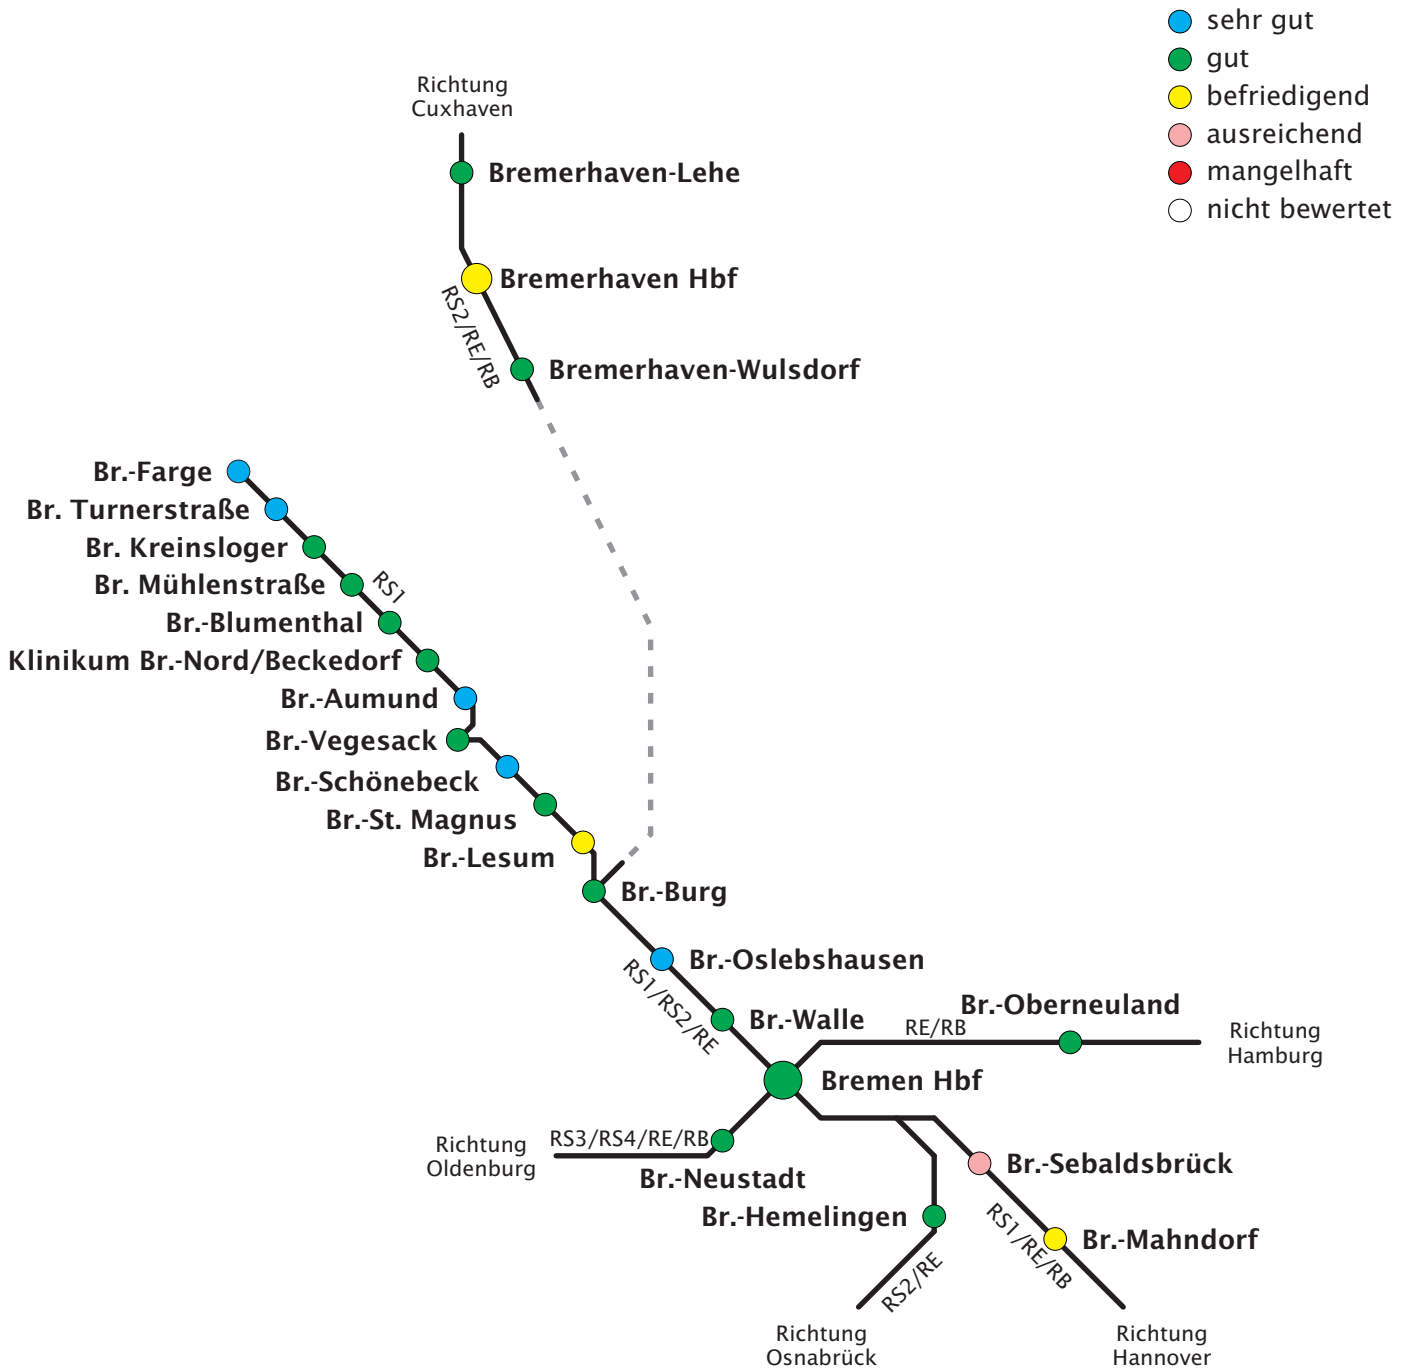 sehr gut
gut
befriedigend
ausreichend
mangelhaft
nicht bewertet
Richtung
Cuxhaven
Bremerhaven-Lehe
Bremerhaven Hbf
RS2/RE/RB
Bremerhaven-Wulsdorf
Br.-Farge
Br. Turnerstraße
Br. Kreinsloger
Br. Mühlenstraße
RS1
Br.-Blumenthal
Klinikum Br.-Nord/Beckedorf
Br.-Aumund
Br.-Vegesack
Br.-Schönebeck
Br.-St. Magnus
Br.-Lesum
Br.-Burg
Br.-Oslebshausen
RS1/RS2/RE
Br.-Walle
Br.-Oberneuland
RE/RB
Richtung
Hamburg
Bremen Hbf
Richtung
Oldenburg
RS3/RS4/RE/RB
Br.-Neustadt
Br.-Sebaldsbrück
Br.-Hemelingen
RS1/RE/RB
Br.-Mahndorf
RS2/RE
Richtung
Osnabrück
Richtung
Hannover